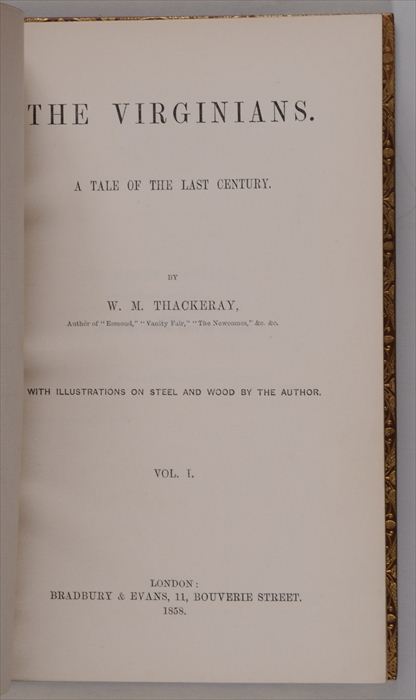 THE VIRGINIANS.
A TALE OF THE LAST CENTURY.
BY
W. M. THACKERAY,
Author of "Esmond," "Vanity Fair," "The Newcomes," &c. &c.
WITH ILLUSTRATIONS ON STEEL AND WOOD BY THE AUTHOR.
VOL. I.
LONDON:
BRADBURY & EVANS, 11, BOUVERIE STREET.
1858.